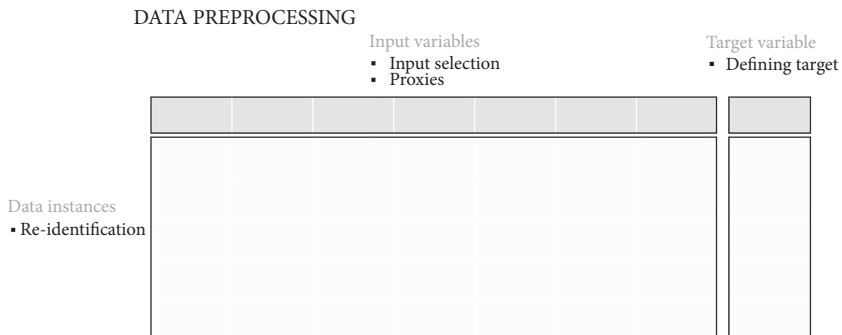 DATA PREPROCESSING
Input variables
▪ Input selection
▪ Proxies
Target variable
▪ Defining target
Data instances
▪ Re-identification